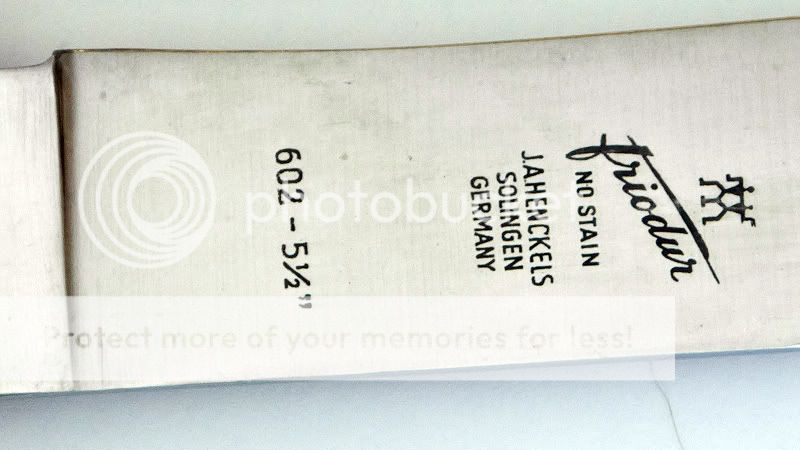 friodur
NO STAIN
J.A.HENCKELS
SOLINGEN
GERMANY
602 - 5½"
photobucket
Protect more of your memories for less!